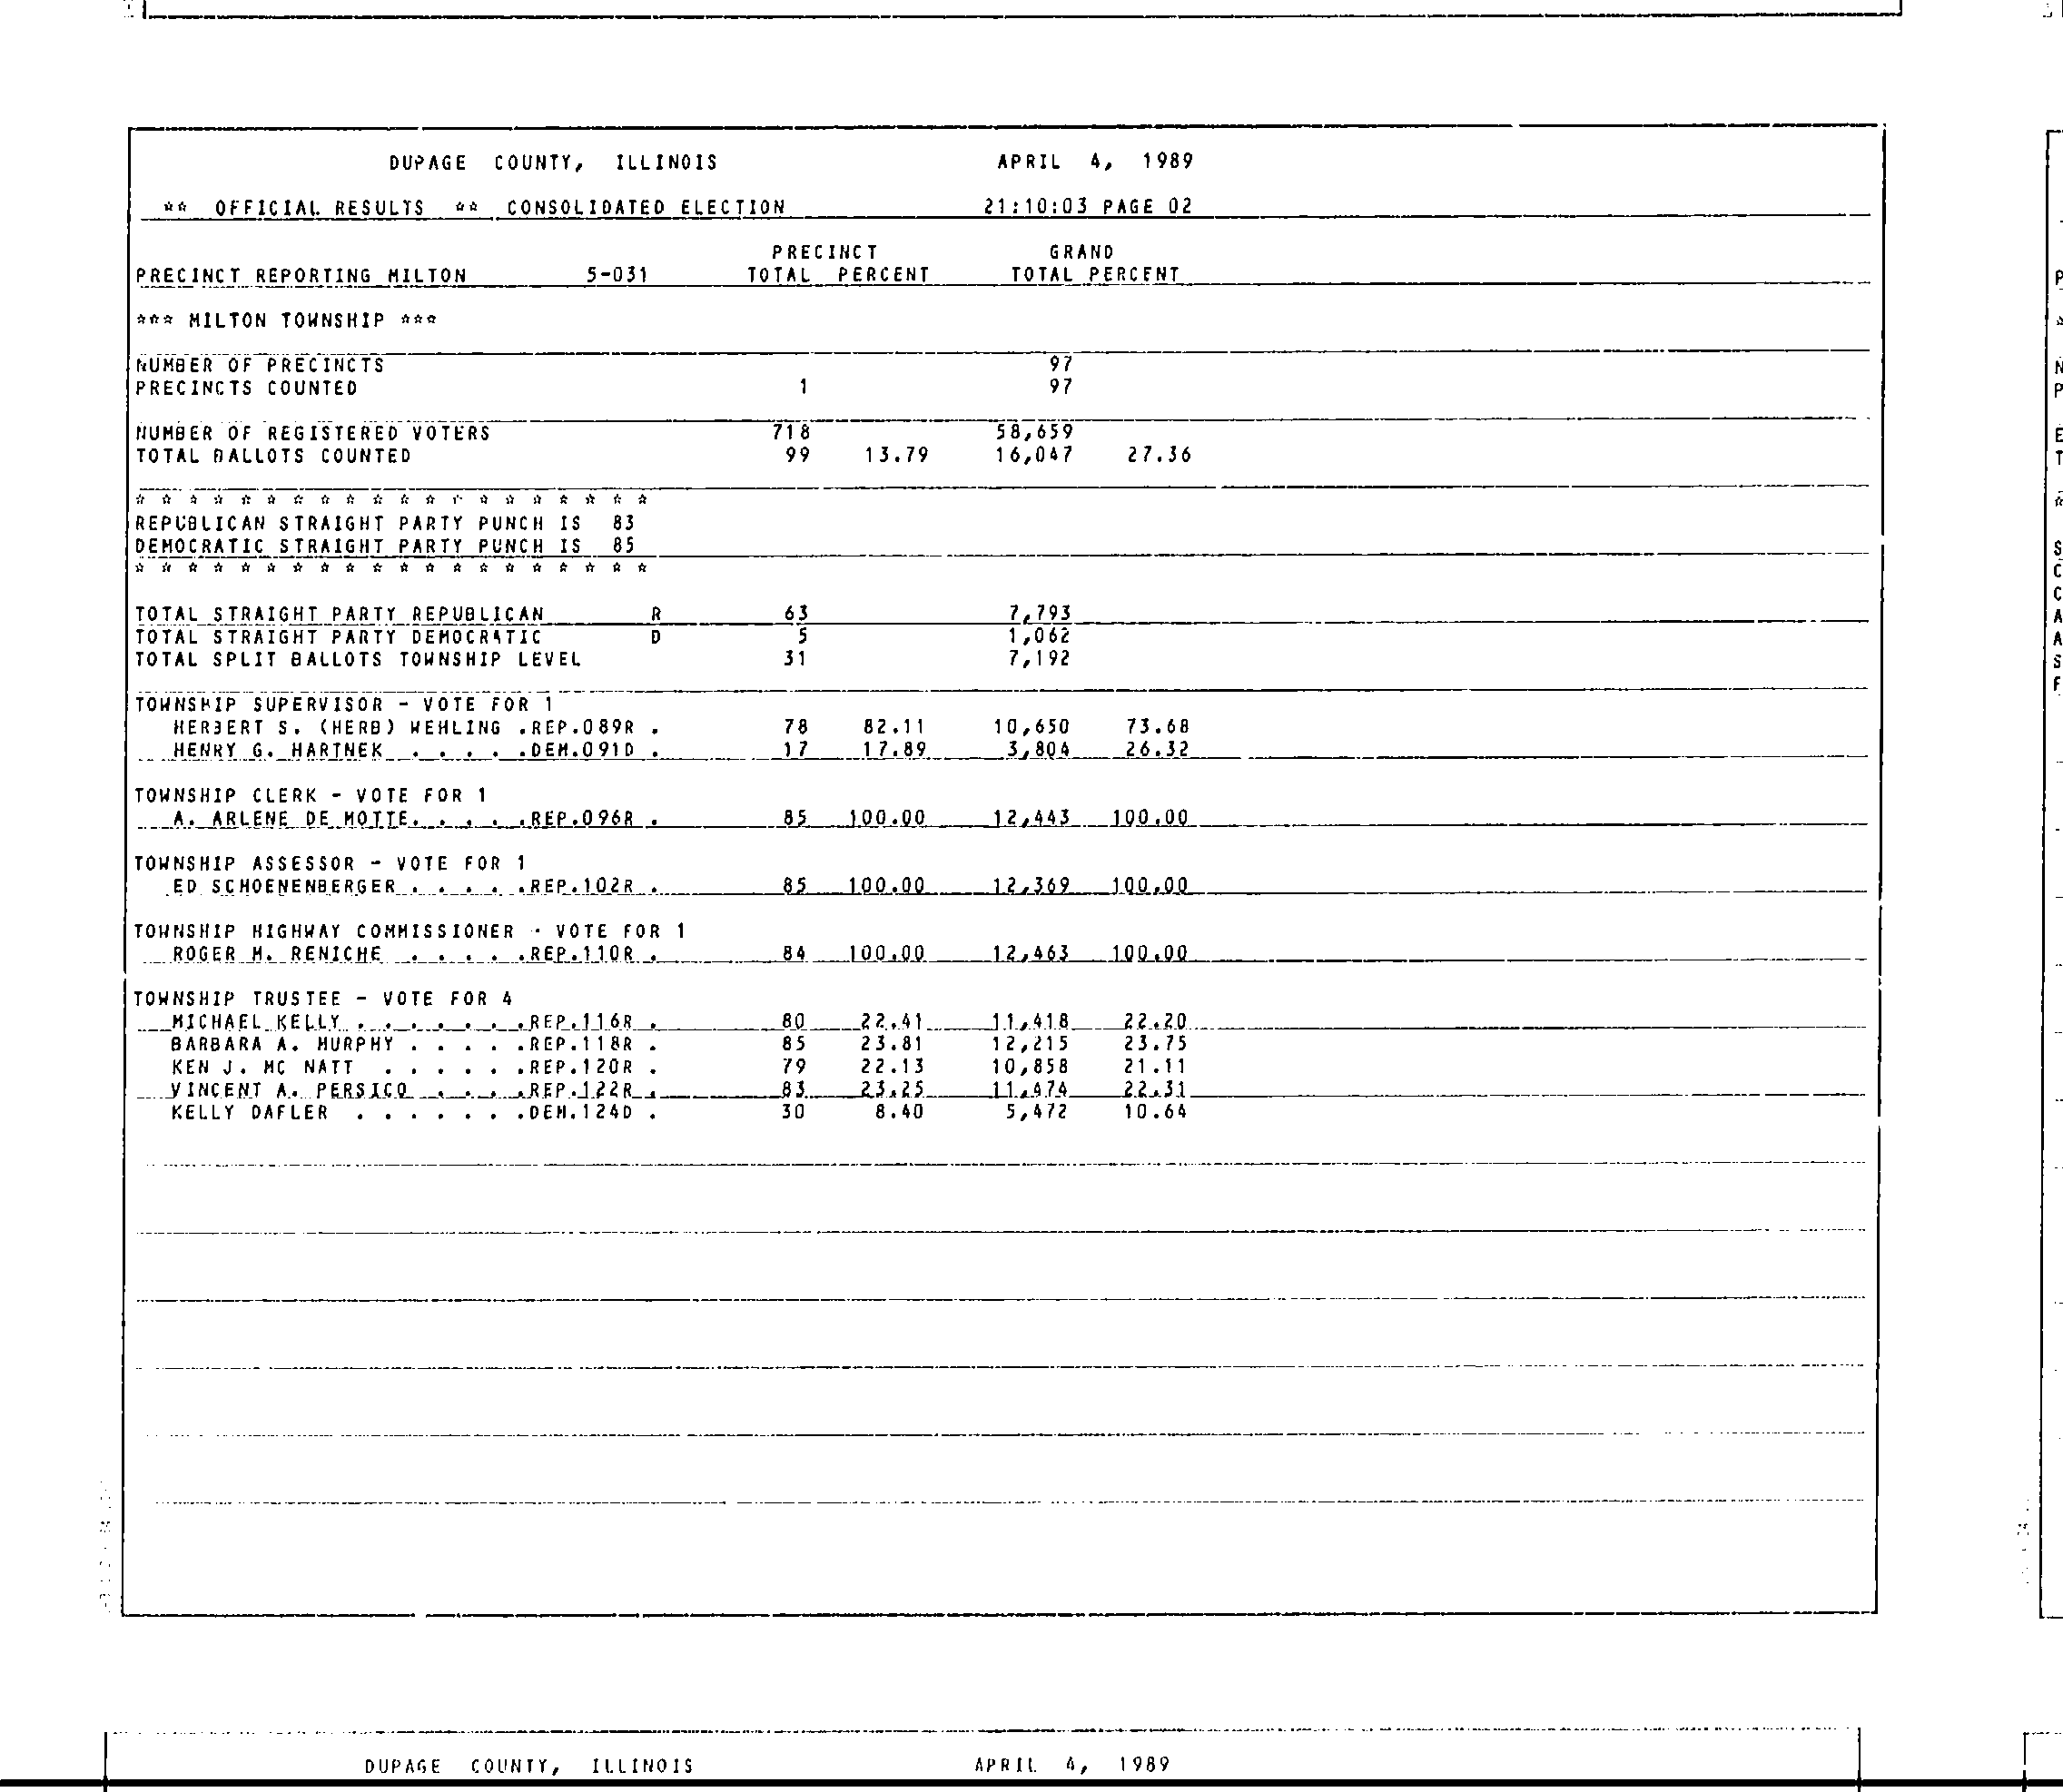 DUPAGE COUNTY, ILLINOIS APRIL 4, 1989
** OFFICIAL RESULTS ** CONSOLIDATED ELECTION 21:10:03 PAGE 02
PRECINCT GRAND
PRECINCT REPORTING MILTON 5-031 TOTAL PERCENT TOTAL PERCENT
*** MILTON TOWNSHIP ***
NUMBER OF PRECINCTS 97
PRECINCTS COUNTED 1 97
NUMBER OF REGISTERED VOTERS 718 58,659
TOTAL BALLOTS COUNTED 99 13.79 16,047 27.36
* * * * * * * * * * * * * * * * * * * *
REPUBLICAN STRAIGHT PARTY PUNCH IS 83
DEMOCRATIC STRAIGHT PARTY PUNCH IS 85
* * * * * * * * * * * * * * * * * * * *
TOTAL STRAIGHT PARTY REPUBLICAN R 63 7,793
TOTAL STRAIGHT PARTY DEMOCRATIC D 5 1,062
TOTAL SPLIT BALLOTS TOWNSHIP LEVEL 31 7,192
TOWNSHIP SUPERVISOR - VOTE FOR 1
HERBERT S. (HERB) WEHLING .REP.089R . 78 82.11 10,650 73.68
HENRY G. HARTNEK . . . . .DEM.091D . 17 17.89 3,804 26.32
TOWNSHIP CLERK - VOTE FOR 1
A. ARLENE DE MOTTE. . . . .REP.096R . 85 100.00 12,443 100.00
TOWNSHIP ASSESSOR - VOTE FOR 1
ED SCHOENENBERGER . . . . .REP.102R . 85 100.00 12,369 100.00
TOWNSHIP HIGHWAY COMMISSIONER - VOTE FOR 1
ROGER M. RENICHE . . . . .REP.110R . 84 100.00 12,463 100.00
TOWNSHIP TRUSTEE - VOTE FOR 4
MICHAEL KELLY . . . . . . .REP.116R . 80 22.41 11,418 22.20
BARBARA A. MURPHY . . . . .REP.118R . 85 23.81 12,215 23.75
KEN J. MC NATT . . . . . .REP.120R . 79 22.13 10,858 21.11
VINCENT A. PERSICO . . . .REP.122R . 83 23.25 11,474 22.31
KELLY DAFLER . . . . . . .DEM.124D . 30 8.40 5,472 10.64
DUPAGE COUNTY, ILLINOIS APRIL 4, 1989